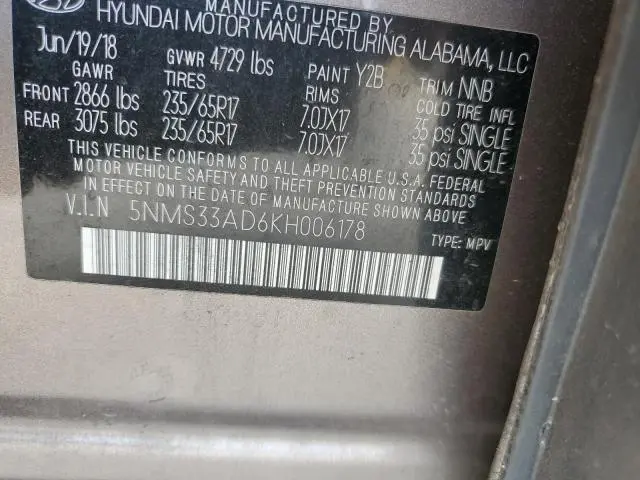 MANUFACTURED BY
HYUNDAI MOTOR MANUFACTURING ALABAMA, LLC
Jun/19/18 GVWR 4729 lbs PAINT Y2B TRIM NNB
GAWR TIRES RIMS COLD TIRE INFL
FRONT 2866 lbs 235/65R17 7.0JX17 35 psi SINGLE
REAR 3075 lbs 235/65R17 7.0JX17 35 psi SINGLE
THIS VEHICLE CONFORMS TO ALL APPLICABLE U.S.A. FEDERAL
MOTOR VEHICLE SAFETY AND THEFT PREVENTION STANDARDS
IN EFFECT ON THE DATE OF MANUFACTURE SHOWN ABOVE.
V.I.N 5NMS33AD6KH006178
TYPE: MPV